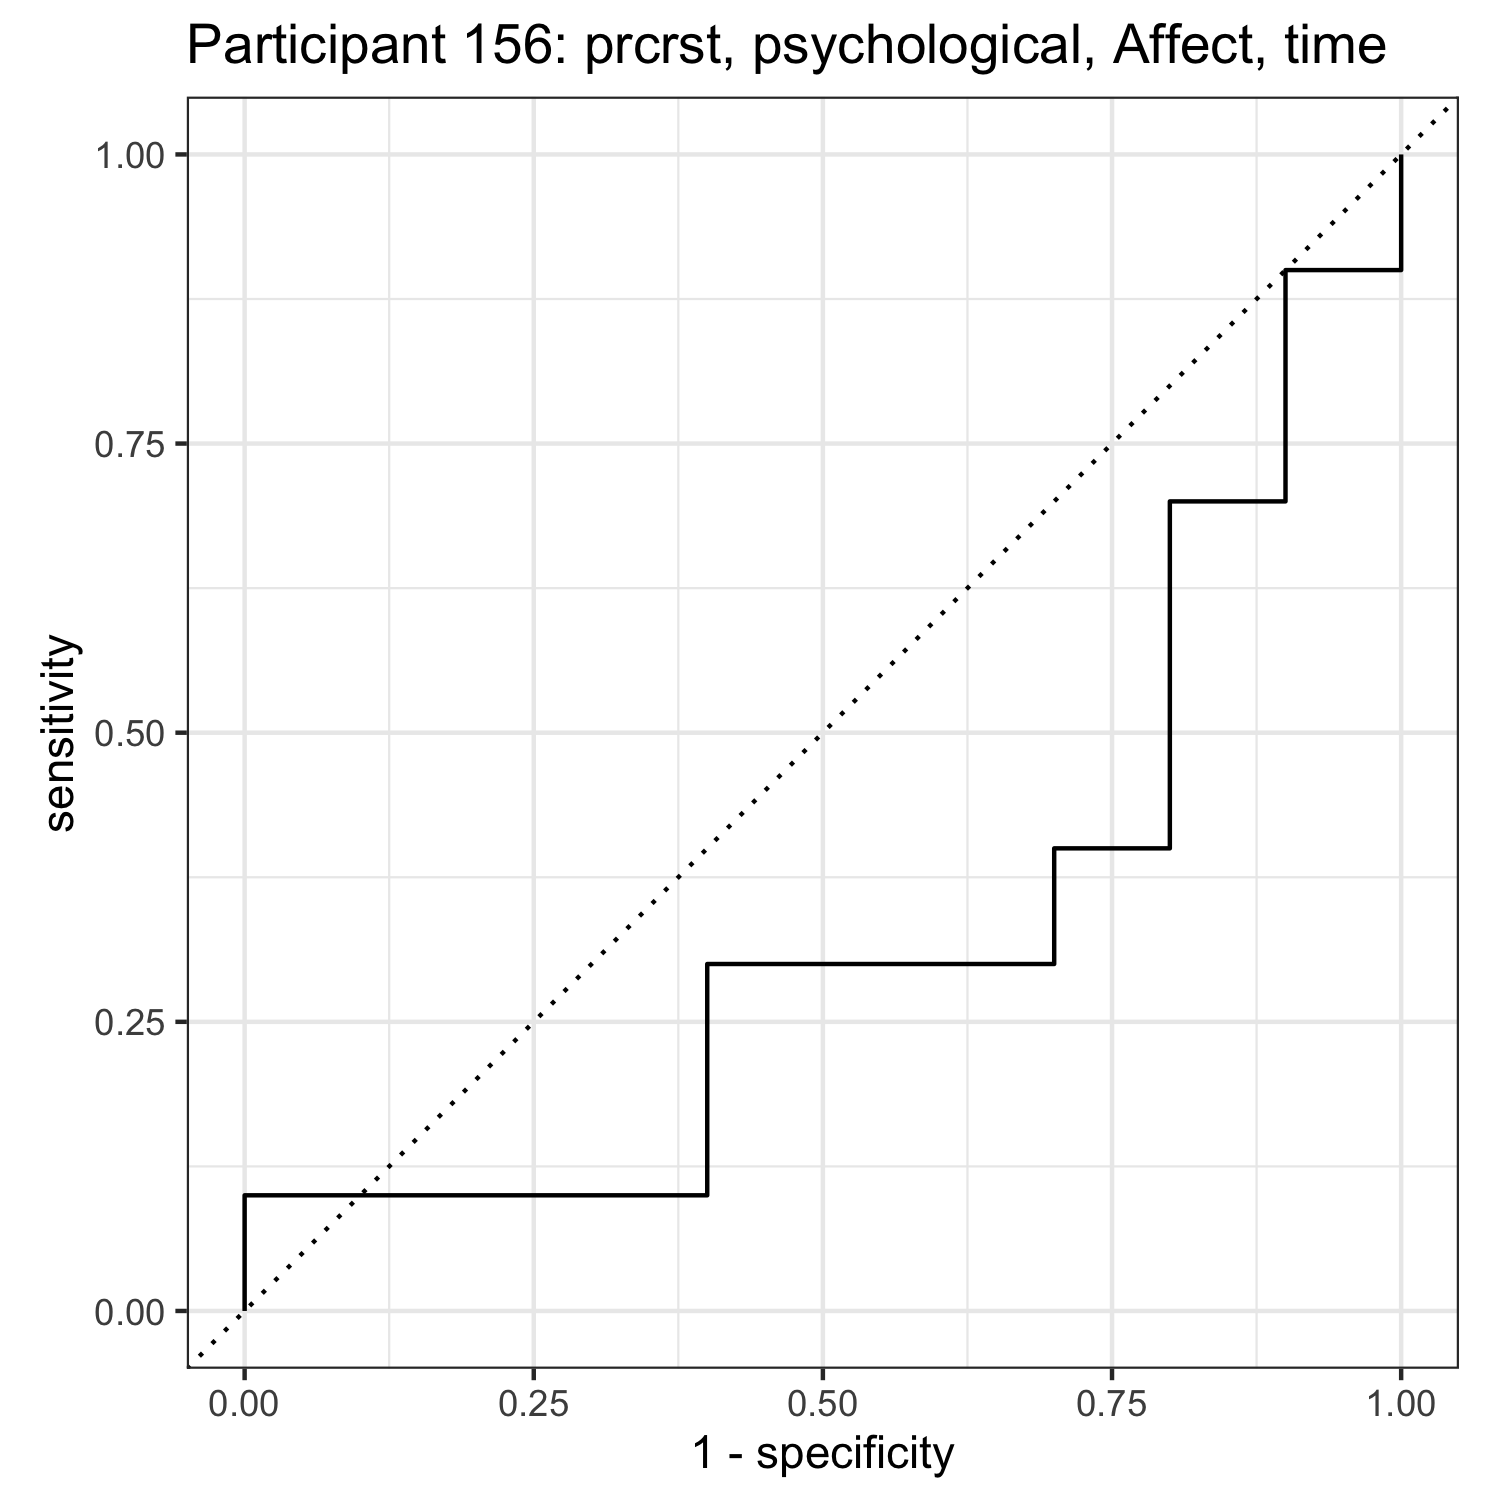 Participant 156: prcrst, psychological, Affect, time
1.00
0.75
0.50
0.25
0.00
sensitivity
0.00 0.25 0.50 0.75 1.00
1 - specificity